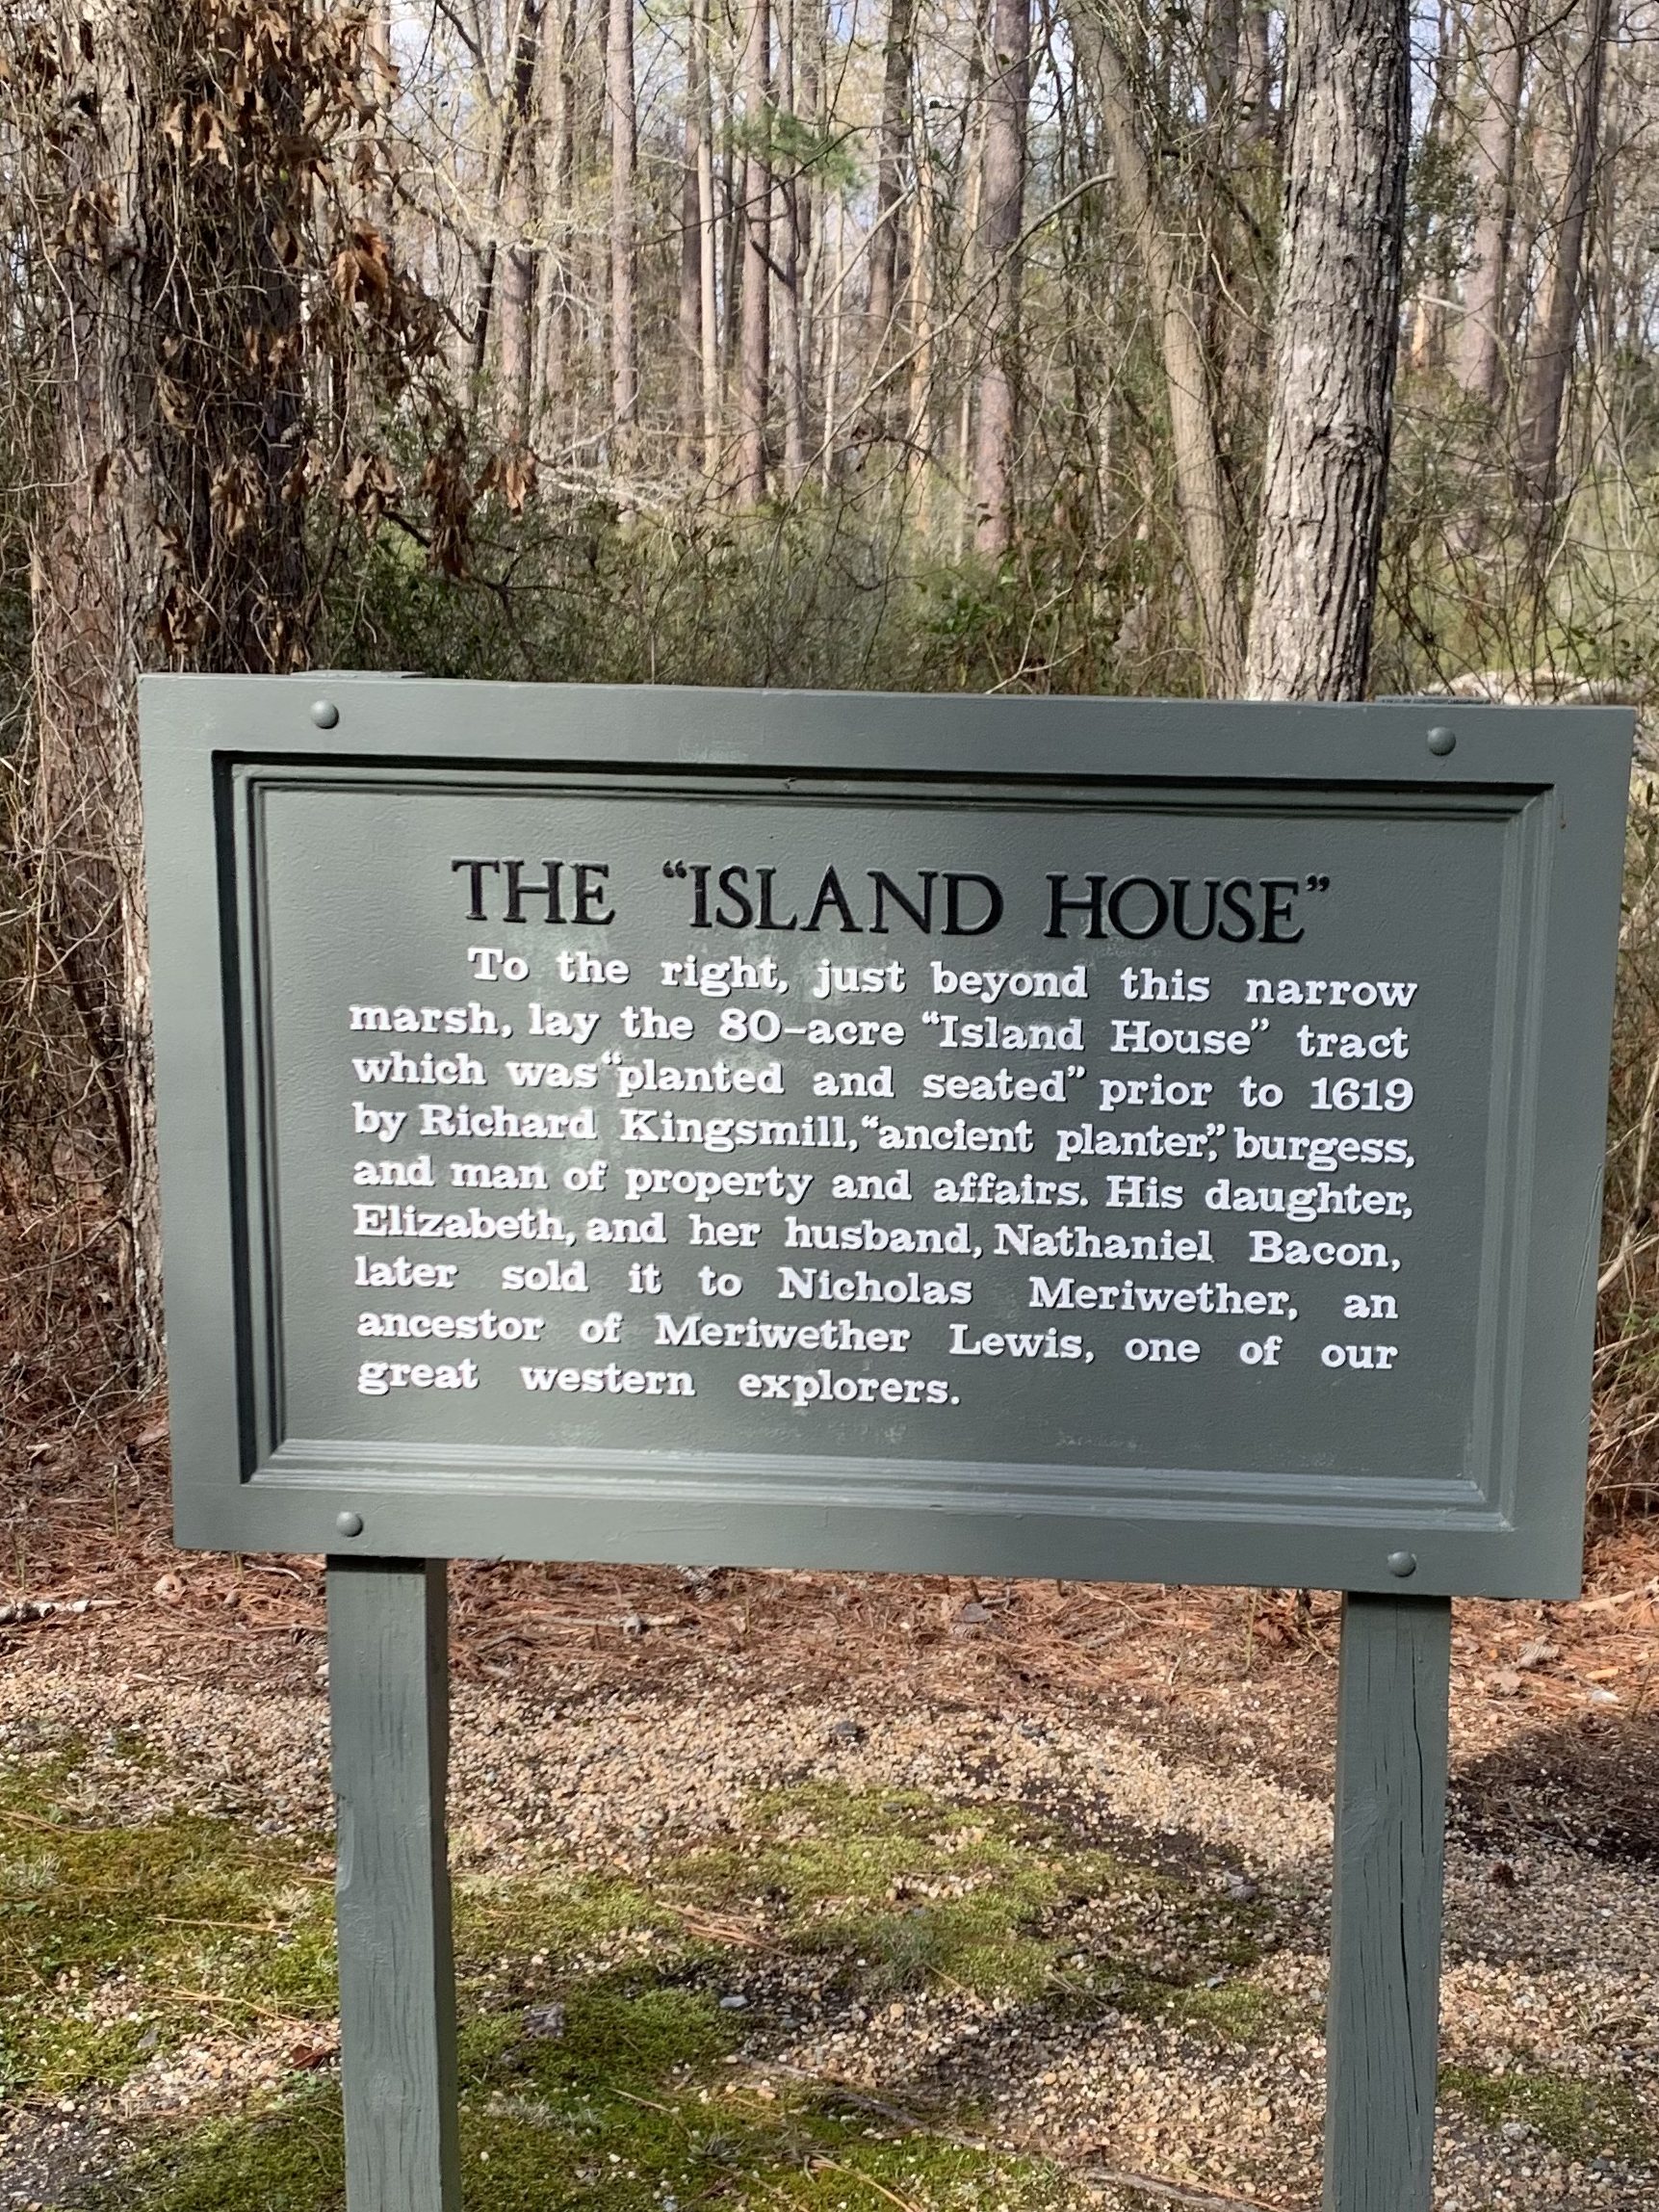 THE “ISLAND HOUSE”
To the right, just beyond this narrow
marsh, lay the 80-acre “Island House” tract
which was “planted and seated” prior to 1619
by Richard Kingsmill, “ancient planter,” burgess,
and man of property and affairs. His daughter,
Elizabeth, and her husband, Nathaniel Bacon,
later sold it to Nicholas Meriwether, an
ancestor of Meriwether Lewis, one of our
great western explorers.